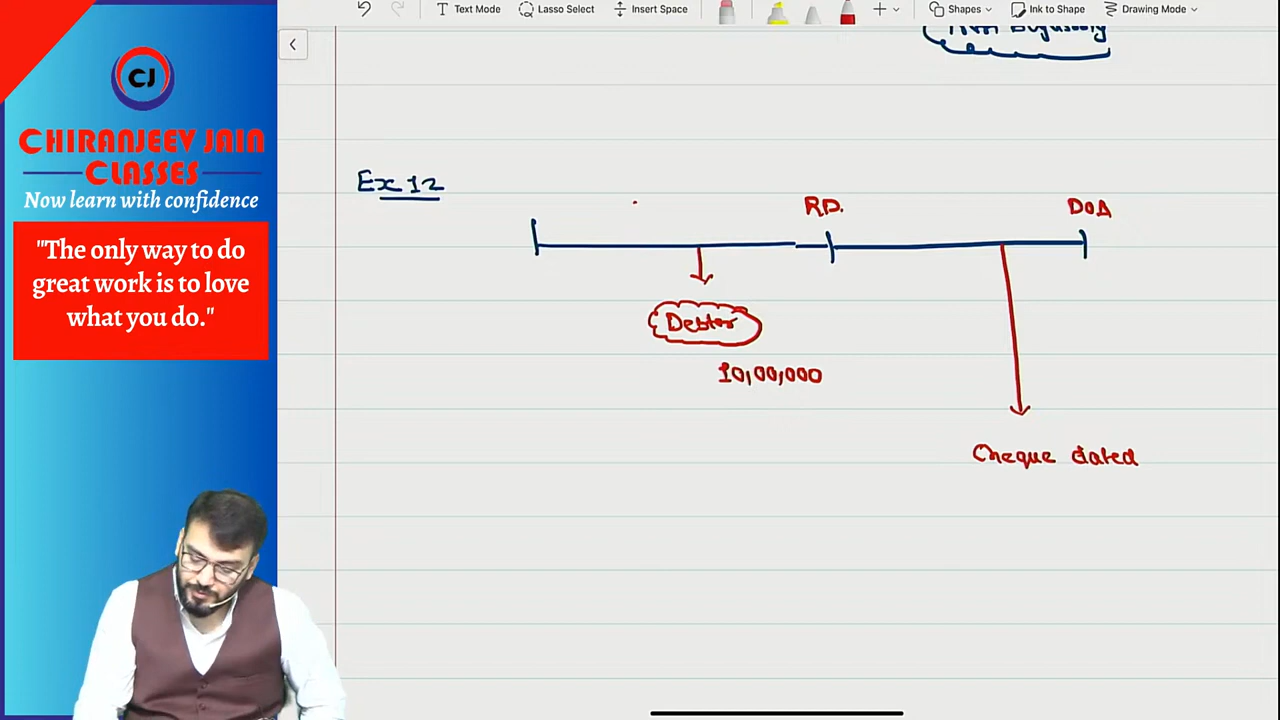 Text Mode
Lasso Select
Insert Space
Shapes
Ink to Shape
Drawing Mode
CJ
CHIRANJEEV JAIN
CLASSES
Now learn with confidence
"The only way to do
great work is to love
what you do."
Ex 12
RD.
DOA
Debtor
10,00,000
Cheque dated